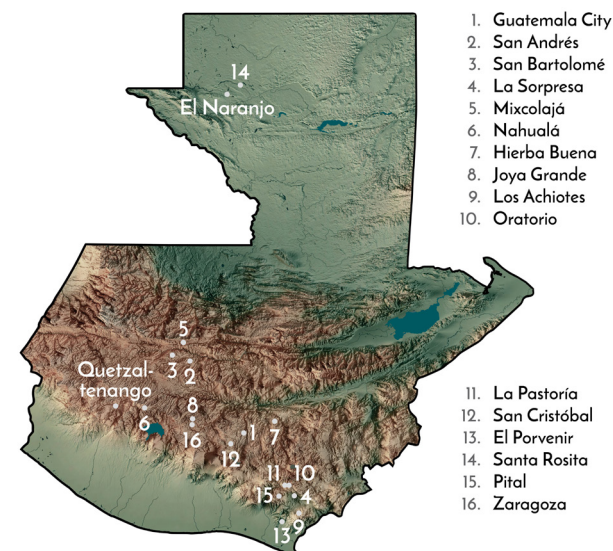 1. Guatemala City
2. San Andrés
3. San Bartolomé
4. La Sorpresa
5. Mixcolajá
6. Nahualá
7. Hierba Buena
8. Joya Grande
9. Los Achiotes
10. Oratorio
14
El Naranjo
5
Quetzal-
tenango
3
2
8
6
16
1
7
12
11
10
15
4
9
13
11. La Pastoría
12. San Cristóbal
13. El Porvenir
14. Santa Rosita
15. Pital
16. Zaragoza